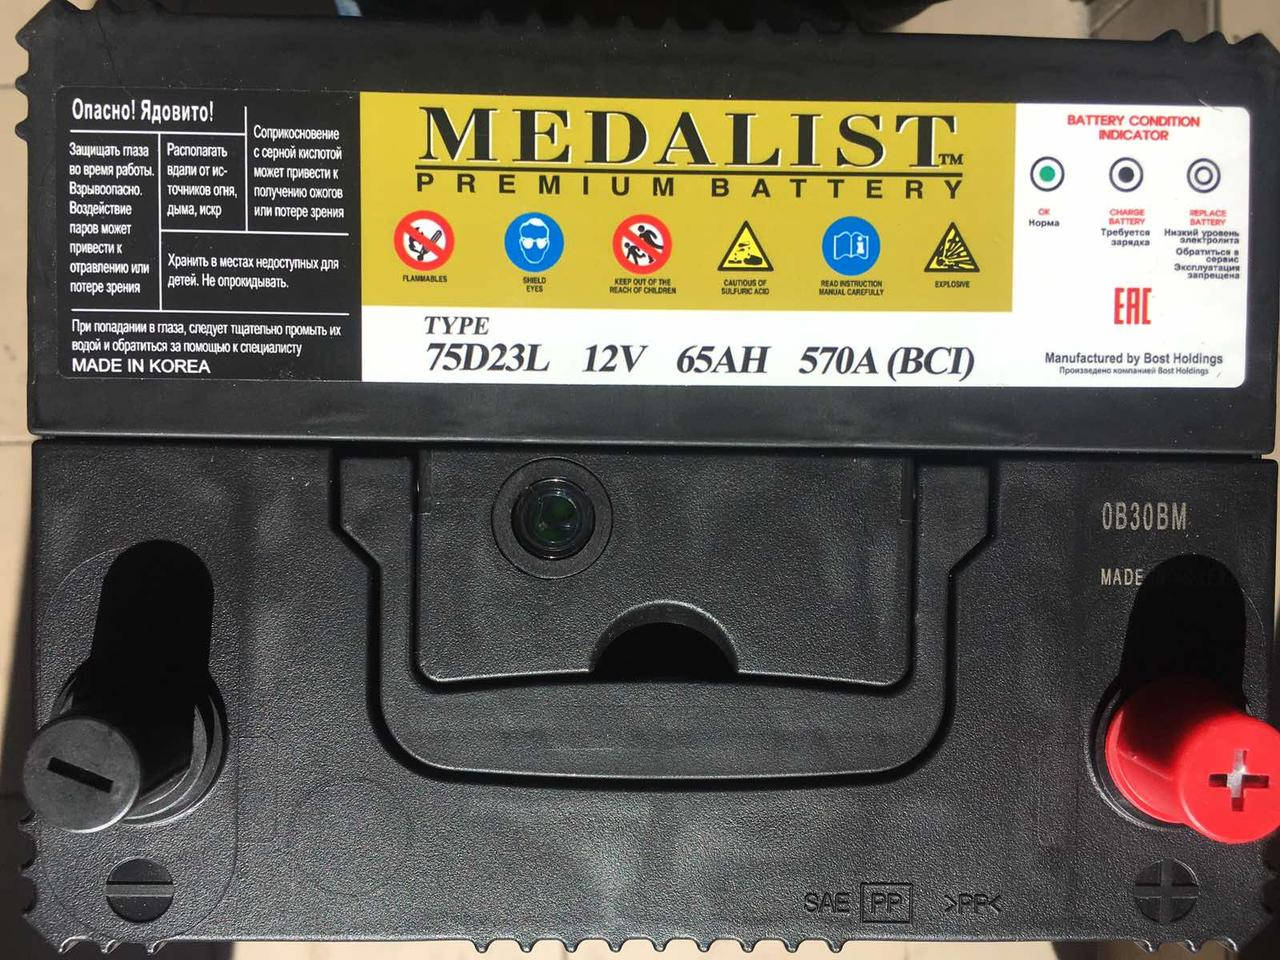 Опасно! Ядовито!
Защищать глаза
во время работы.
Взрывоопасно.
Воздействие
паров может
привести к
отравлению или
потере зрения
Располагать
вдали от ис-
точников огня,
дыма, искр
Соприкосновение
с серной кислотой
может привести к
получению ожогов
или потере зрения
Хранить в местах недоступных для
детей. Не опрокидывать.
При попадании в глаза, следует тщательно промыть их
водой и обратиться за помощью к специалисту
MADE IN KOREA
MEDALIST™
PREMIUM BATTERY
FLAMMABLES
SHIELD
EYES
KEEP OUT OF THE
REACH OF CHILDREN
CAUTIOUS OF
SULFURIC ACID
READ INSTRUCTION
MANUAL CAREFULLY
EXPLOSIVE
TYPE
75D23L 12V 65AH 570A (BCI)
BATTERY CONDITION
INDICATOR
OK
Норма
CHARGE
BATTERY
Требуется
зарядка
REPLACE
BATTERY
Низкий уровень
электролита
Обратиться в
сервис
Эксплуатация
запрещена
EAC
Manufactured by Bost Holdings
Произведено компанией Bost Holdings
0B30BM
MADE
SAE PP >PP<